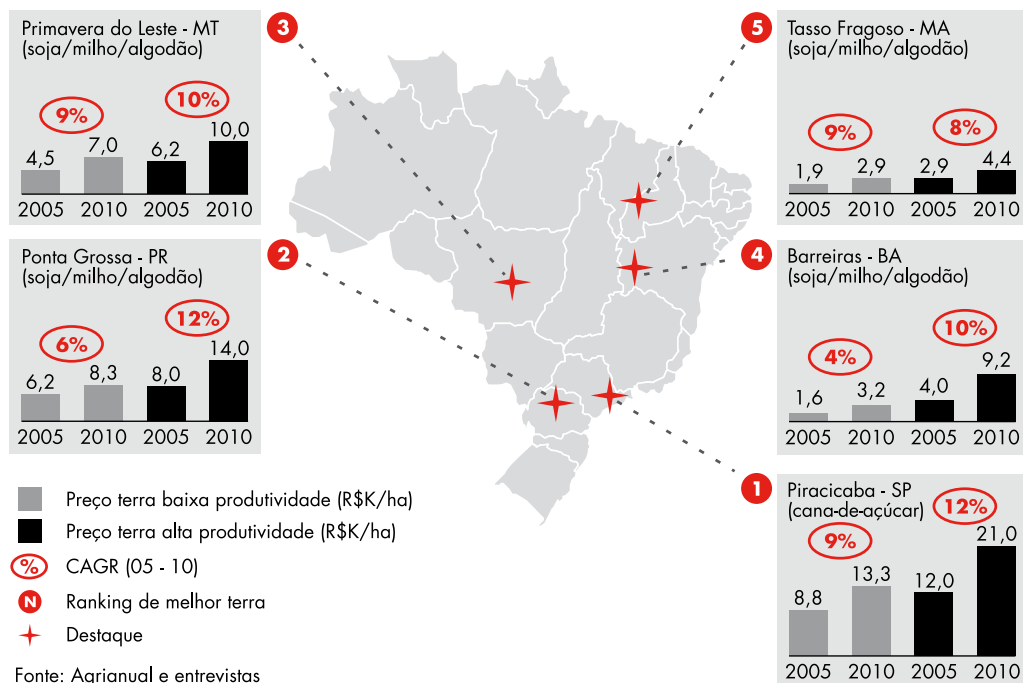 Primavera do Leste - MT
(soja/milho/algodão)
9%
10%
4,5
7,0
6,2
10,0
2005 2010 2005 2010
3
Ponta Grossa - PR
(soja/milho/algodão)
6%
12%
6,2
8,3
8,0
14,0
2005 2010 2005 2010
2
5
Tasso Fragoso - MA
(soja/milho/algodão)
9%
8%
1,9
2,9
2,9
4,4
2005 2010 2005 2010
4
Barreiras - BA
(soja/milho/algodão)
4%
10%
1,6
3,2
4,0
9,2
2005 2010 2005 2010
1
Piracicaba - SP
(cana-de-açúcar)
9%
12%
8,8
13,3
12,0
21,0
2005 2010 2005 2010
Preço terra baixa produtividade (R$K/ha)
Preço terra alta produtividade (R$K/ha)
% CAGR (05 - 10)
N Ranking de melhor terra
Destaque
Fonte: Agrianual e entrevistas